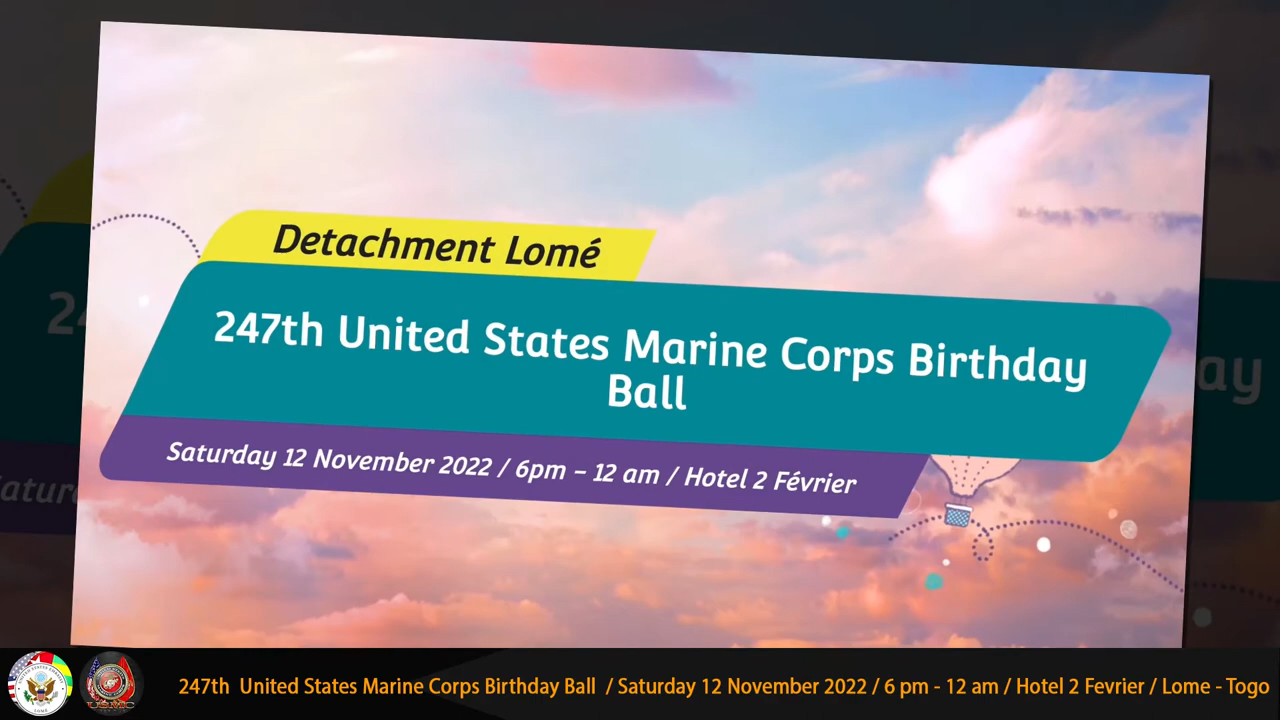 Detachment Lomé
247th United States Marine Corps Birthday
Ball
Saturday 12 November 2022 / 6pm – 12 am / Hotel 2 Février
247th United States Marine Corps Birthday Ball / Saturday 12 November 2022 / 6 pm - 12 am / Hotel 2 Fevrier / Lome - Togo
USMC